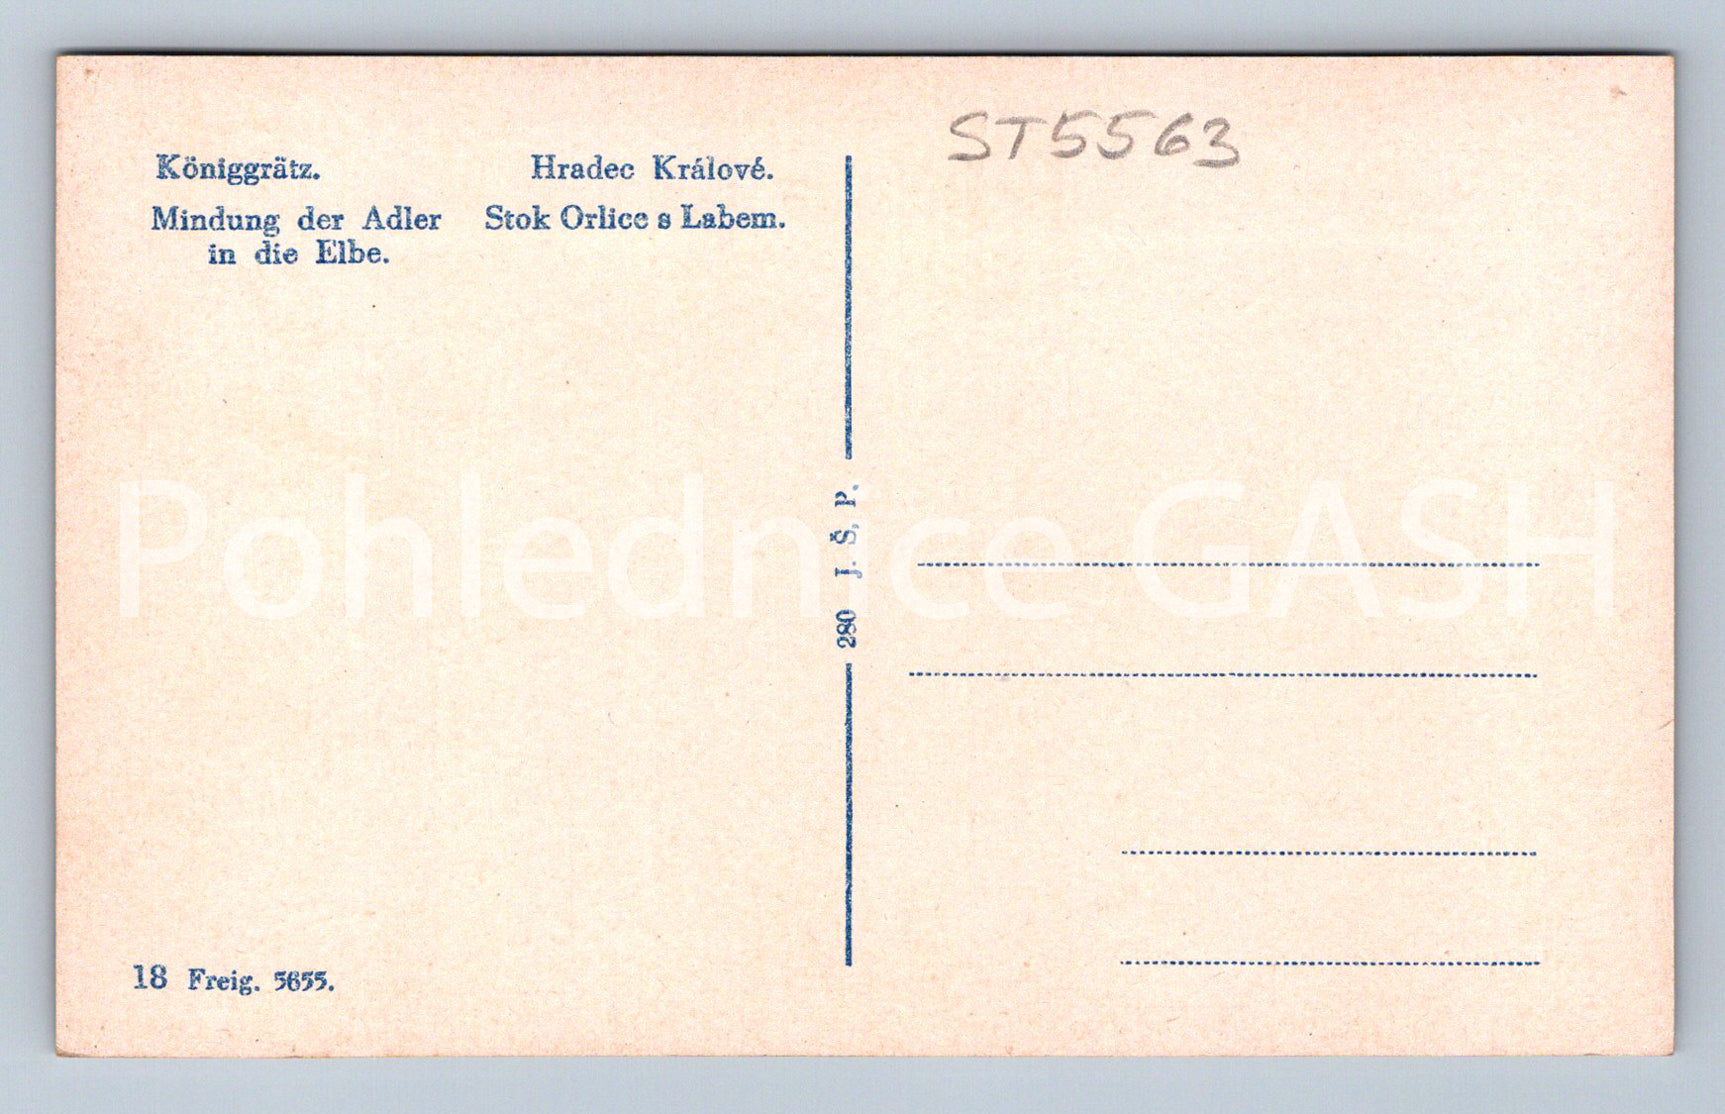 ST5563
Königgrätz. Hradec Králové.
Mindung der Adler Stok Orlice s Labem.
in die Elbe.
280 J. Š. P.
Pohlednice GASH
18 Freig. 5655.